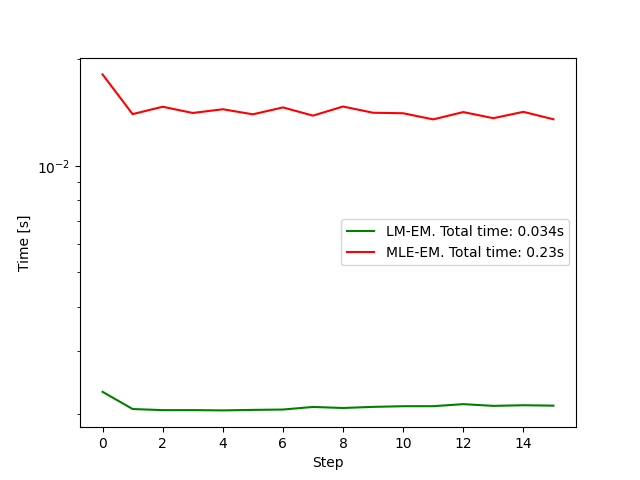 10⁻²
Time [s]
LM-EM. Total time: 0.034s
MLE-EM. Total time: 0.23s
0 2 4 6 8 10 12 14
Step